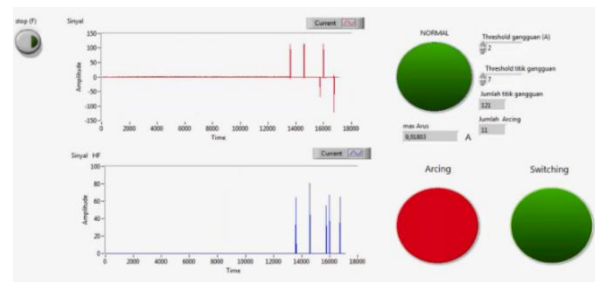 stop (F)
Sinyal
Current
Amplitude
150
100
50
0
-50
-100
-150
0 2000 4000 6000 8000 10000 12000 14000 16000 18000
Time
Sinyal HF
Current
Amplitude
100
80
60
40
20
0
0 2000 4000 6000 8000 10000 12000 14000 16000 18000
Time
NORMAL
Threshold gangguan (A)
2
Threshold titik gangguan
7
Jumlah titik gangguan
121
Jumlah Arcing
11
max Arus
A
Arcing
Switching